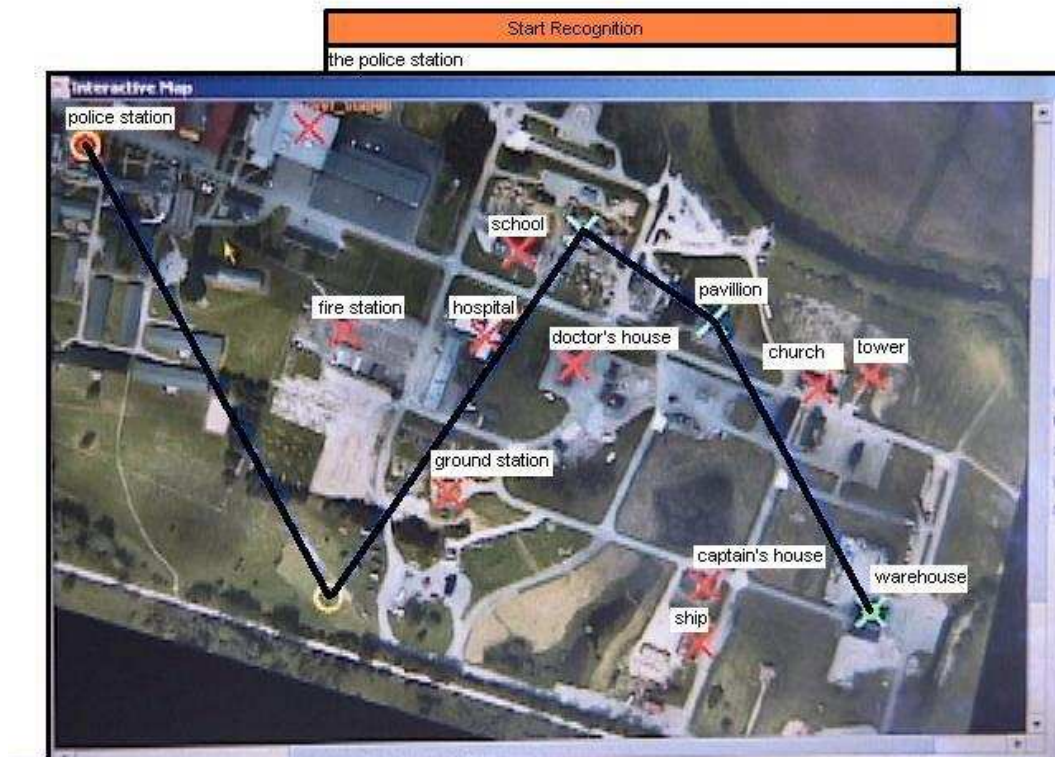 Start Recognition
the police station
Interactive Map
police station
school
pavillion
fire station
hospital
doctor's house
church
tower
ground station
captain's house
warehouse
ship